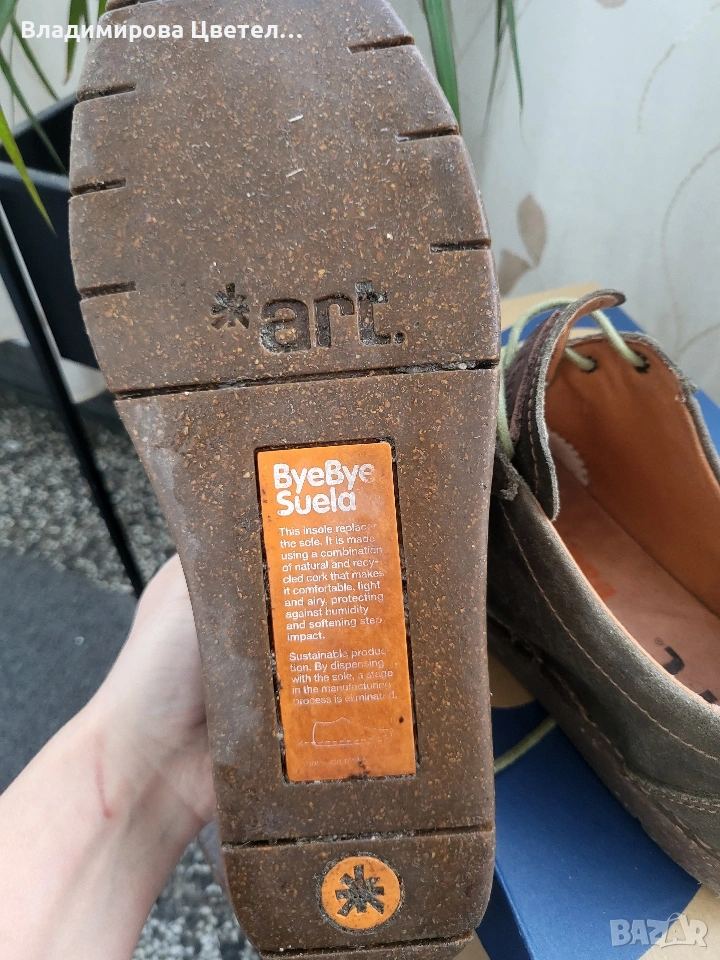 Владимирова Цветел...
*art.
ByeBye
Suela
This insole replaces
the sole. It is made
using a combination
of natural and recy-
cled cork that makes
it comfortable, light
and airy, protecting
against humidity
and softening step
impact.
Sustainable produc-
tion. By dispensing
with the sole, a stage
in the manufacturing
process is eliminated.
BAZAR